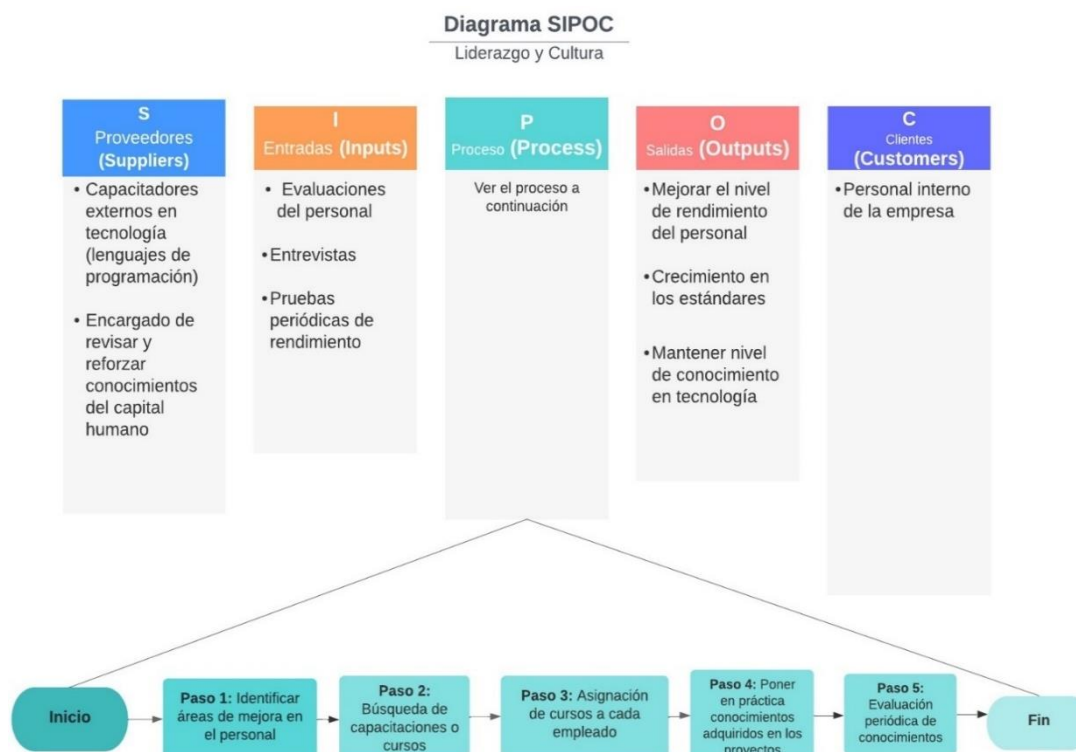 Diagrama SIPOC
Liderazgo y Cultura
S
Proveedores
(Suppliers)
• Capacitadores
externos en
tecnología
(lenguajes de
programación)
• Encargado de
revisar y
reforzar
conocimientos
del capital
humano
I
Entradas (Inputs)
• Evaluaciones
del personal
• Entrevistas
• Pruebas
periódicas de
rendimiento
P
Proceso (Process)
Ver el proceso a
continuación
O
Salidas (Outputs)
• Mejorar el nivel
de rendimiento
del personal
• Crecimiento en
los estándares
• Mantener nivel
de conocimiento
en tecnología
C
Clientes
(Customers)
• Personal interno
de la empresa
Inicio
Paso 1: Identificar
áreas de mejora en
el personal
Paso 2:
Búsqueda de
capacitaciones o
cursos
Paso 3: Asignación
de cursos a cada
empleado
Paso 4: Poner
en práctica
conocimientos
adquiridos en los
proyectos
Paso 5:
Evaluación
periódica de
conocimientos
Fin